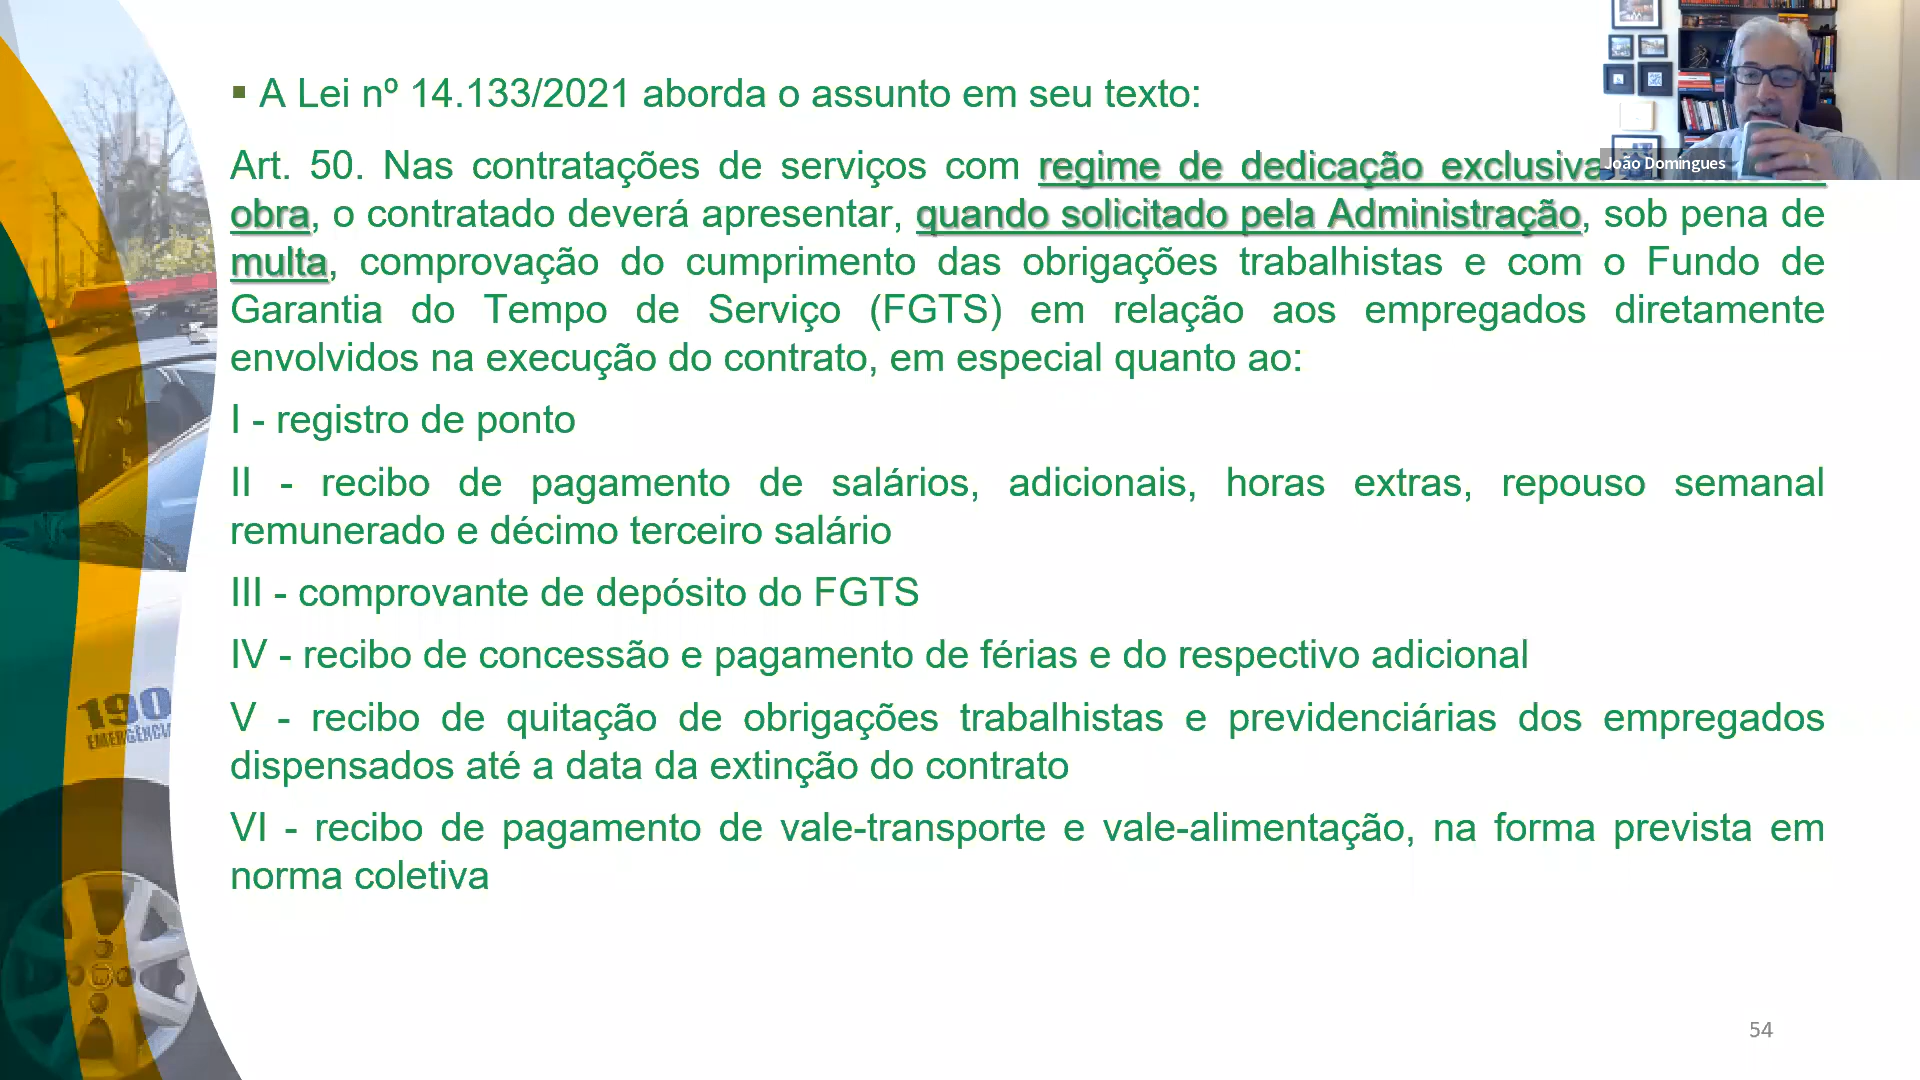 ▪ A Lei nº 14.133/2021 aborda o assunto em seu texto:
João Domingues
Art. 50. Nas contratações de serviços com regime de dedicação exclusiva
obra, o contratado deverá apresentar, quando solicitado pela Administração, sob pena de
multa, comprovação do cumprimento das obrigações trabalhistas e com o Fundo de
Garantia do Tempo de Serviço (FGTS) em relação aos empregados diretamente
envolvidos na execução do contrato, em especial quanto ao:
I - registro de ponto
II - recibo de pagamento de salários, adicionais, horas extras, repouso semanal
remunerado e décimo terceiro salário
III - comprovante de depósito do FGTS
IV - recibo de concessão e pagamento de férias e do respectivo adicional
V - recibo de quitação de obrigações trabalhistas e previdenciárias dos empregados
dispensados até a data da extinção do contrato
VI - recibo de pagamento de vale-transporte e vale-alimentação, na forma prevista em
norma coletiva
190
54